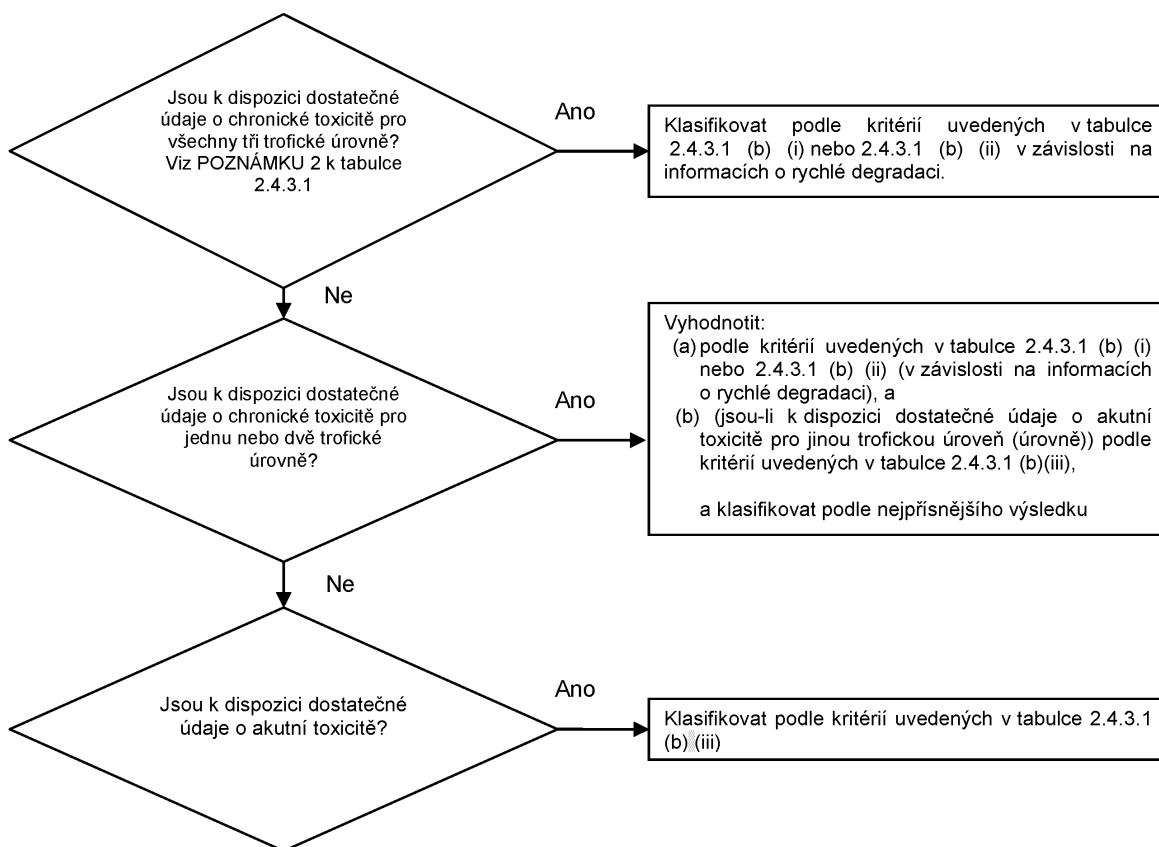 Jsou k dispozici dostatečné
údaje o chronické toxicitě pro
všechny tři trofické úrovně?
Viz POZNÁMKU 2 k tabulce
2.4.3.1
Ano
Klasifikovat podle kritérií uvedených v tabulce
2.4.3.1 (b) (i) nebo 2.4.3.1 (b) (ii) v závislosti na
informacích o rychlé degradaci.
Ne
Jsou k dispozici dostatečné
údaje o chronické toxicitě pro
jednu nebo dvě trofické
úrovně?
Ano
Vyhodnotit:
(a) podle kritérií uvedených v tabulce 2.4.3.1 (b) (i)
nebo 2.4.3.1 (b) (ii) (v závislosti na informacích
o rychlé degradaci), a
(b) (jsou-li k dispozici dostatečné údaje o akutní
toxicitě pro jinou trofickou úroveň (úrovně)) podle
kritérií uvedených v tabulce 2.4.3.1 (b)(iii),
a klasifikovat podle nejpřísnějšího výsledku
Ne
Jsou k dispozici dostatečné
údaje o akutní toxicitě?
Ano
Klasifikovat podle kritérií uvedených v tabulce 2.4.3.1
(b) (iii)